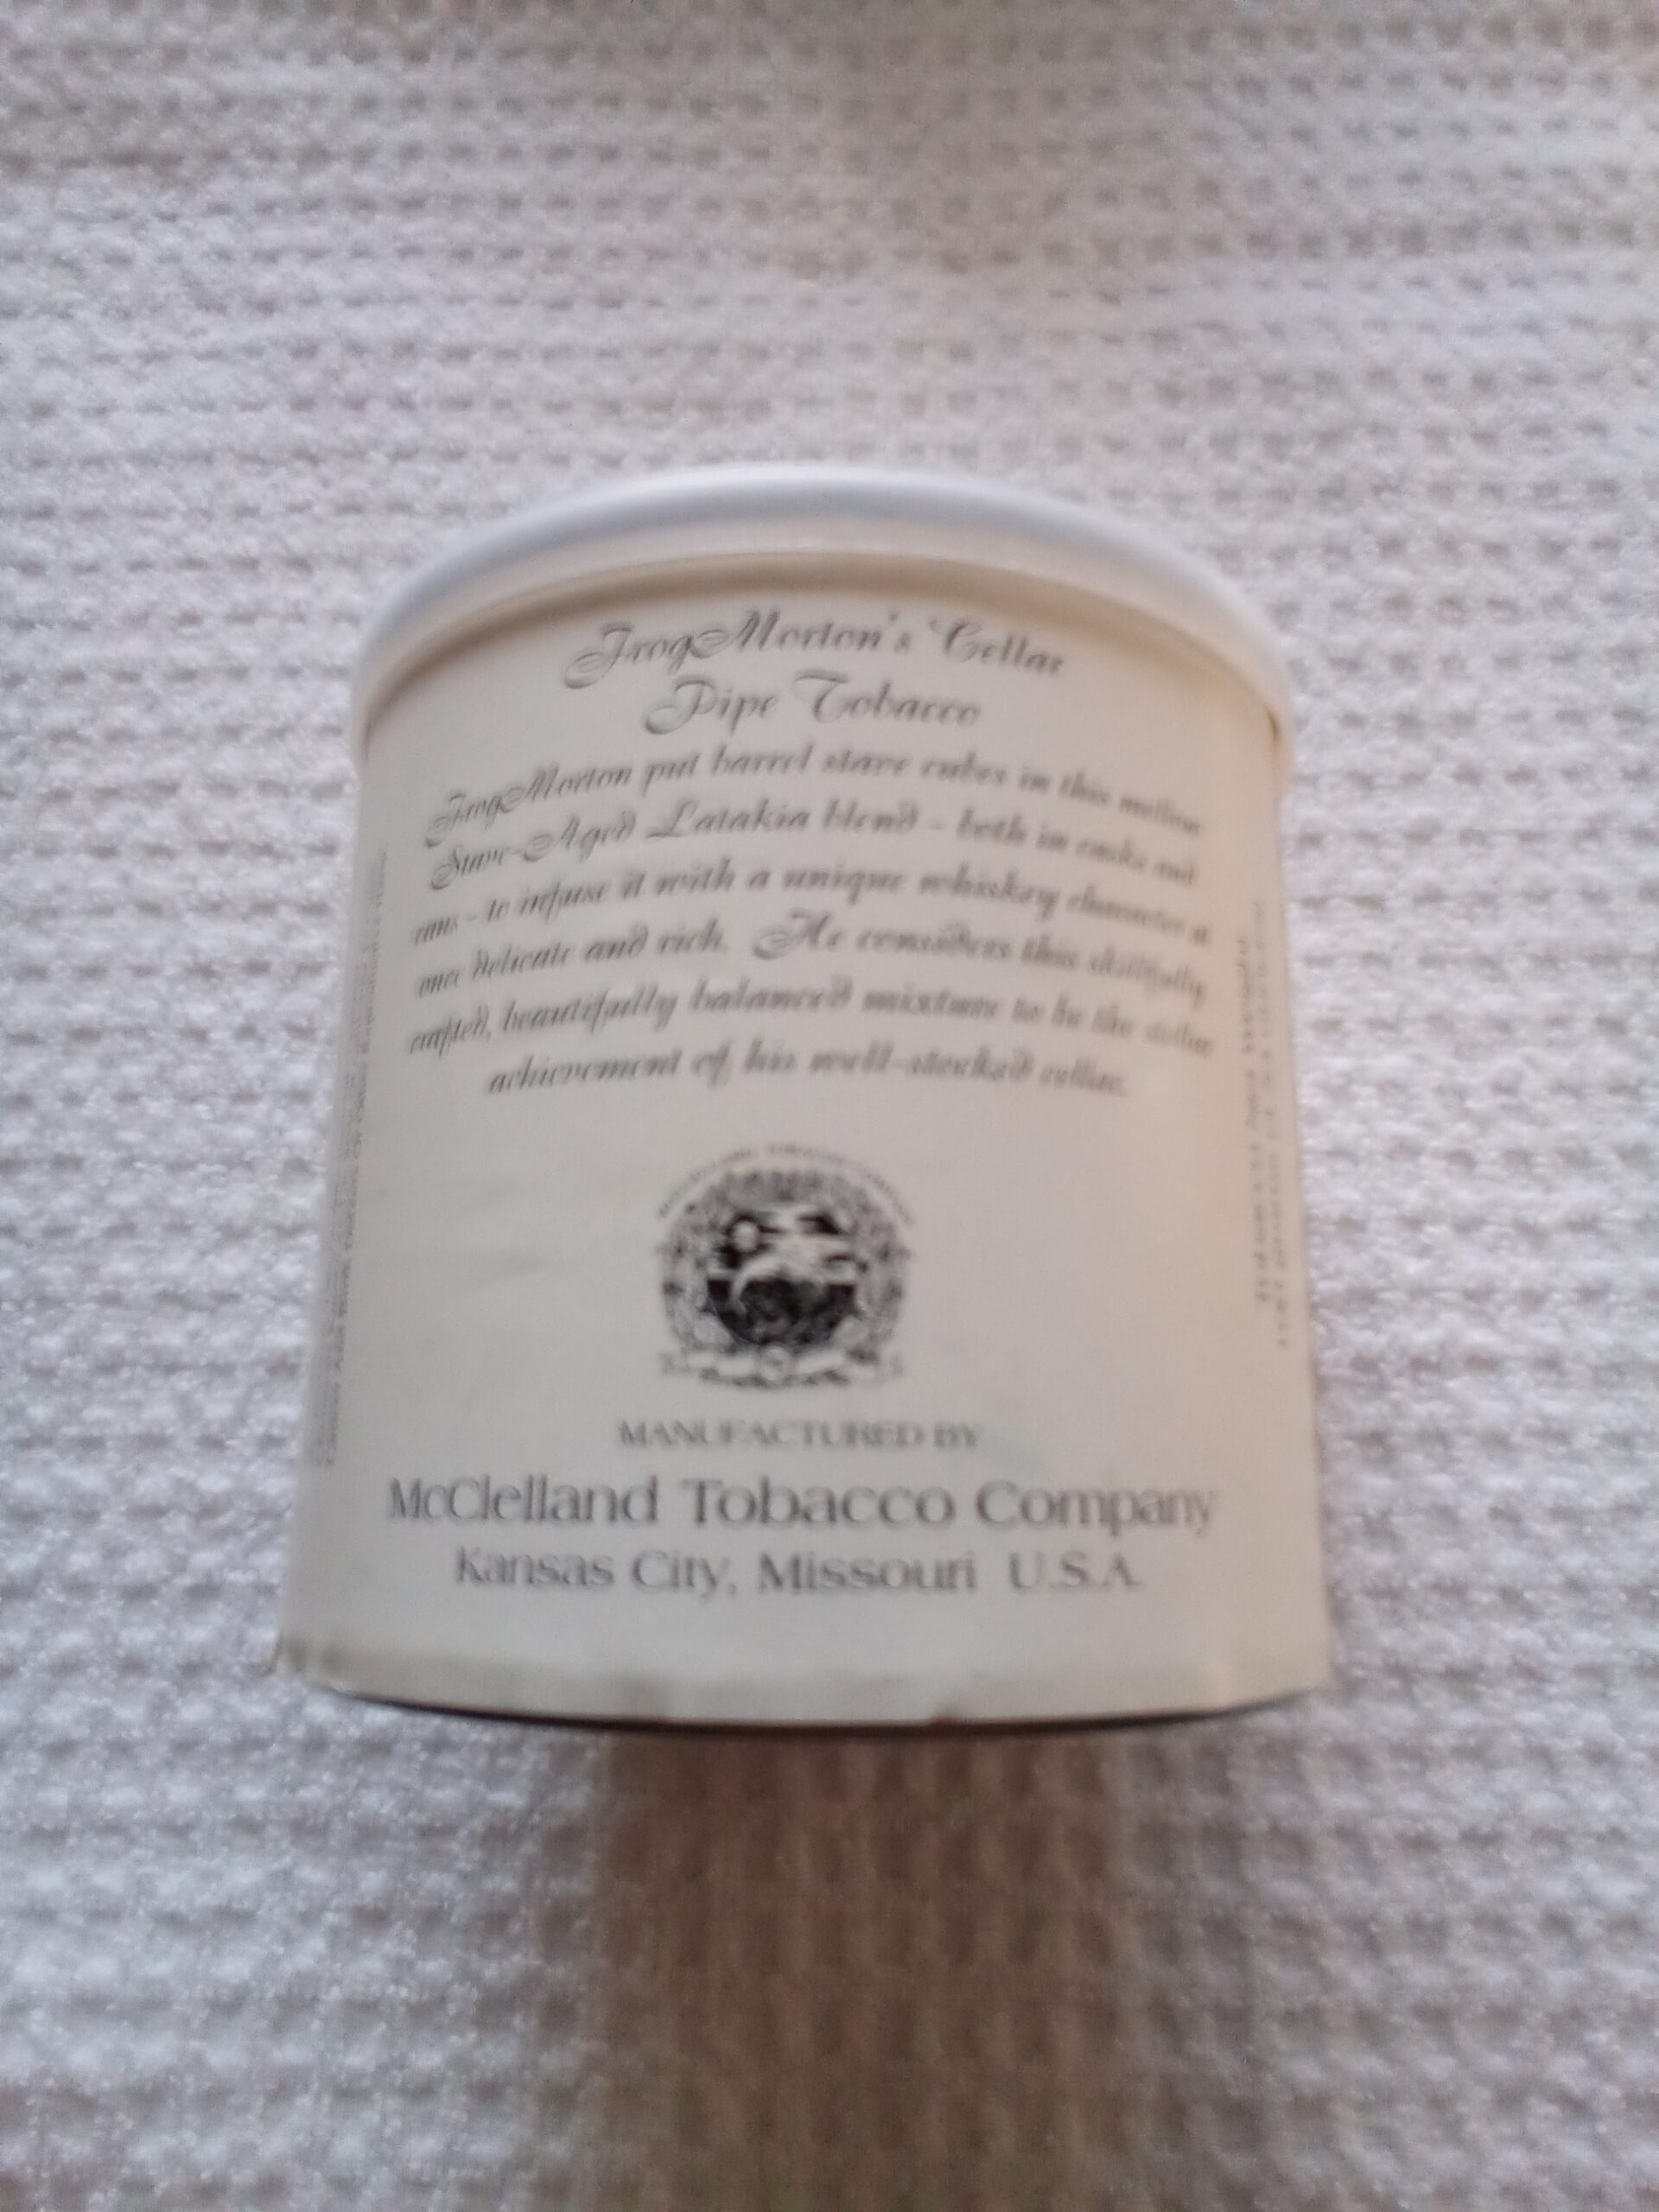 FrogMorton's Cellar
Pipe Tobacco
FrogMorton put barrel stave cubes in this mellow
Stave-Aged Latakia blend - both in casks and
tins - to infuse it with a unique whiskey character at
once delicate and rich. He considers this skillfully
crafted, beautifully balanced mixture to be the stellar
achievement of his well-stocked cellar.
MANUFACTURED BY
McClelland Tobacco Company
Kansas City, Missouri U.S.A.